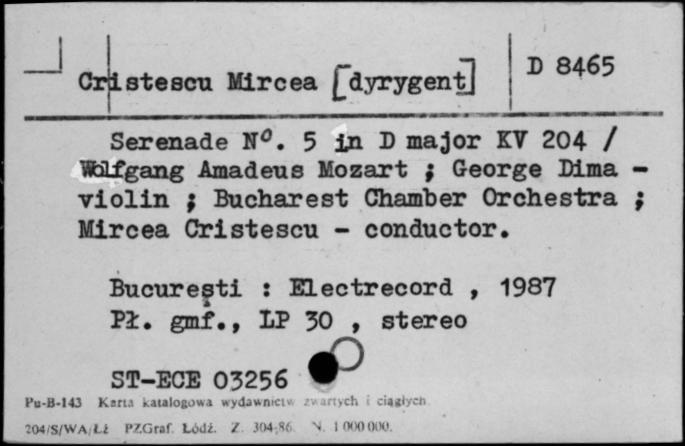 Cristescu Mircea [dyrygent]
D 8465
Serenade Nº. 5 in D major KV 204 /
Wolfgang Amadeus Mozart ; George Dima -
violin ; Bucharest Chamber Orchestra ;
Mircea Cristescu - conductor.
Bucureşti : Electrecord , 1987
Pł. gmf., LP 30 , stereo
ST-ECE 03256
Pu-B-143 Karta katalogowa wydawnictw zwartych i ciągłych
204/S/WA/Łż PZGraf. Łódź. Z. 304/86 N. 1 000 000.